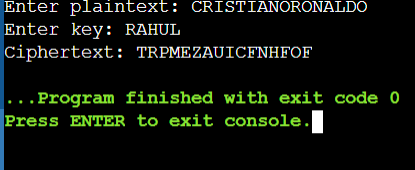 Enter plaintext: CRISTIANORONALDO
Enter key: RAHUL
Ciphertext: TRPMEZAUICFNHFOF
...Program finished with exit code 0
Press ENTER to exit console.